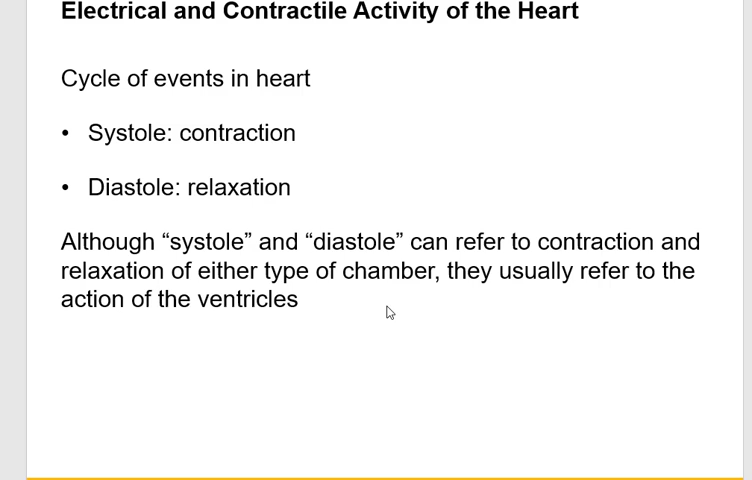 Electrical and Contractile Activity of the Heart
Cycle of events in heart
• Systole: contraction
• Diastole: relaxation
Although “systole” and “diastole” can refer to contraction and
relaxation of either type of chamber, they usually refer to the
action of the ventricles